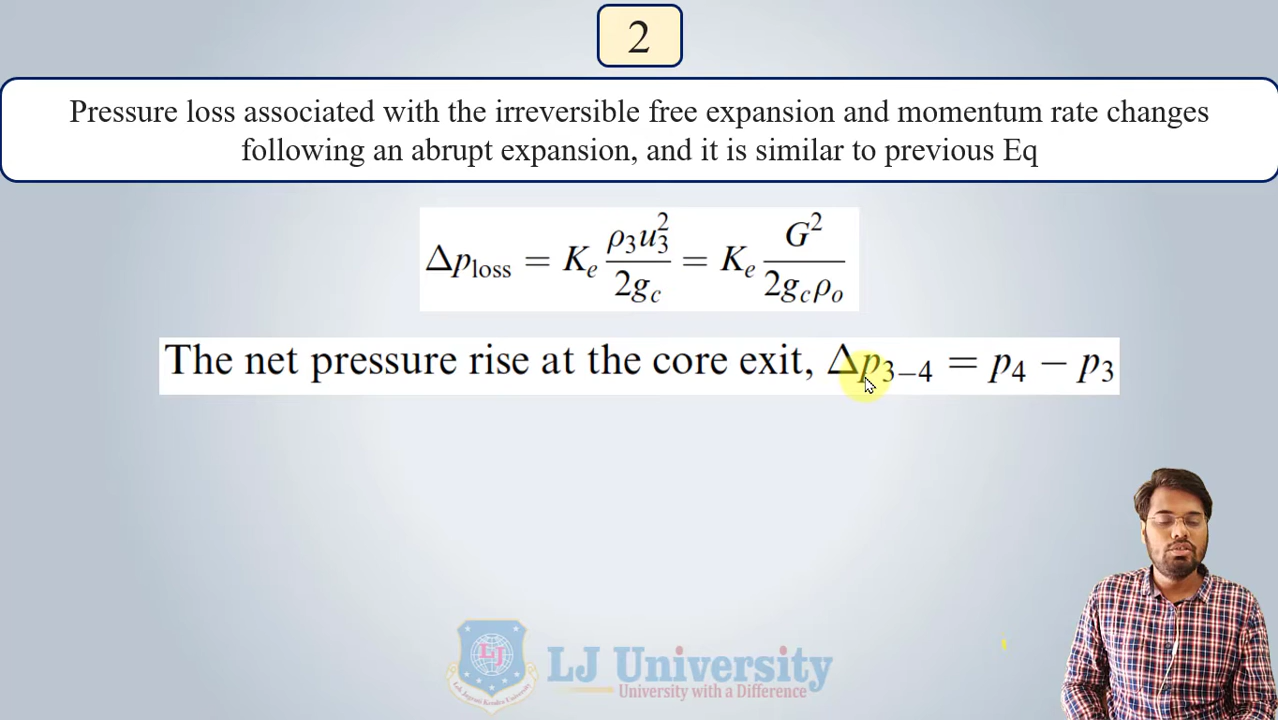 2
Pressure loss associated with the irreversible free expansion and momentum rate changes
following an abrupt expansion, and it is similar to previous Eq
Δp_loss = K_e ρ_3u_3^2 / 2g_c = K_e G^2 / 2g_cρ_o
The net pressure rise at the core exit, Δp_3−4 = p_4 − p_3
LJ
LJ University
University with a Difference